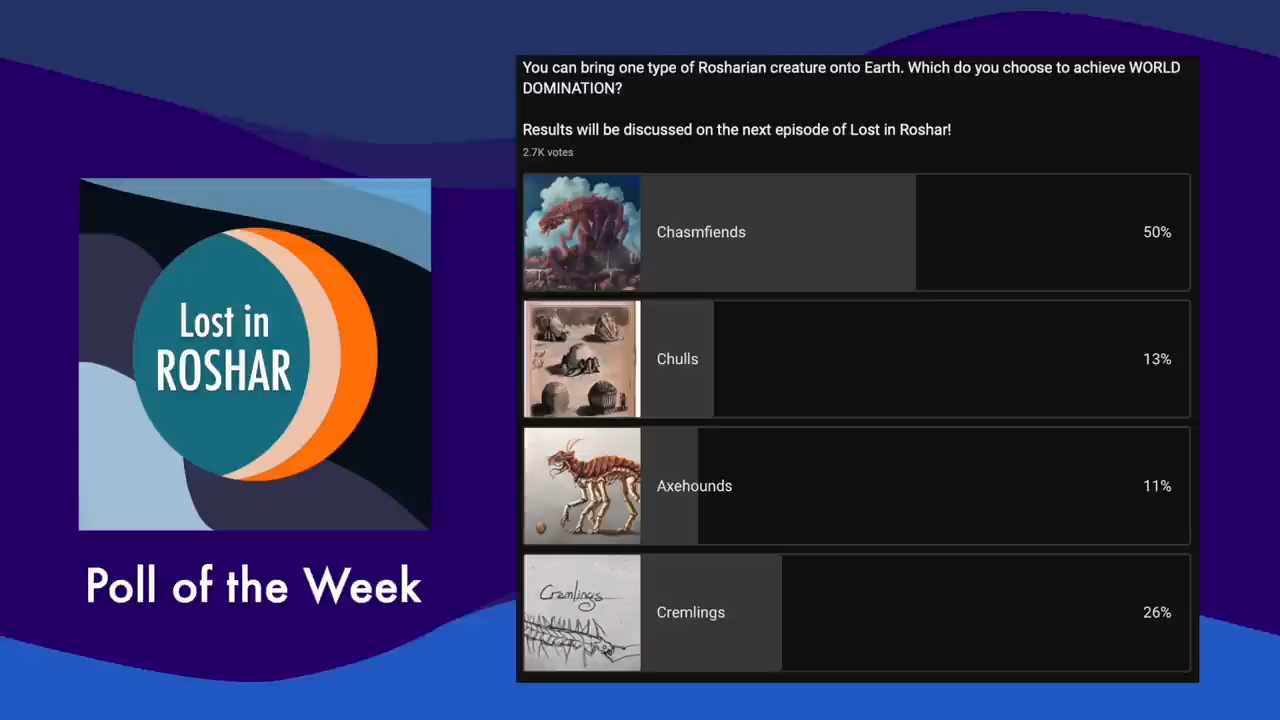 Lost in
ROSHAR
Poll of the Week
You can bring one type of Rosharian creature onto Earth. Which do you choose to achieve WORLD
DOMINATION?
Results will be discussed on the next episode of Lost in Roshar!
2.7K votes
Chasmfiends 50%
Chulls 13%
Axehounds 11%
Cremlings
Cremlings 26%